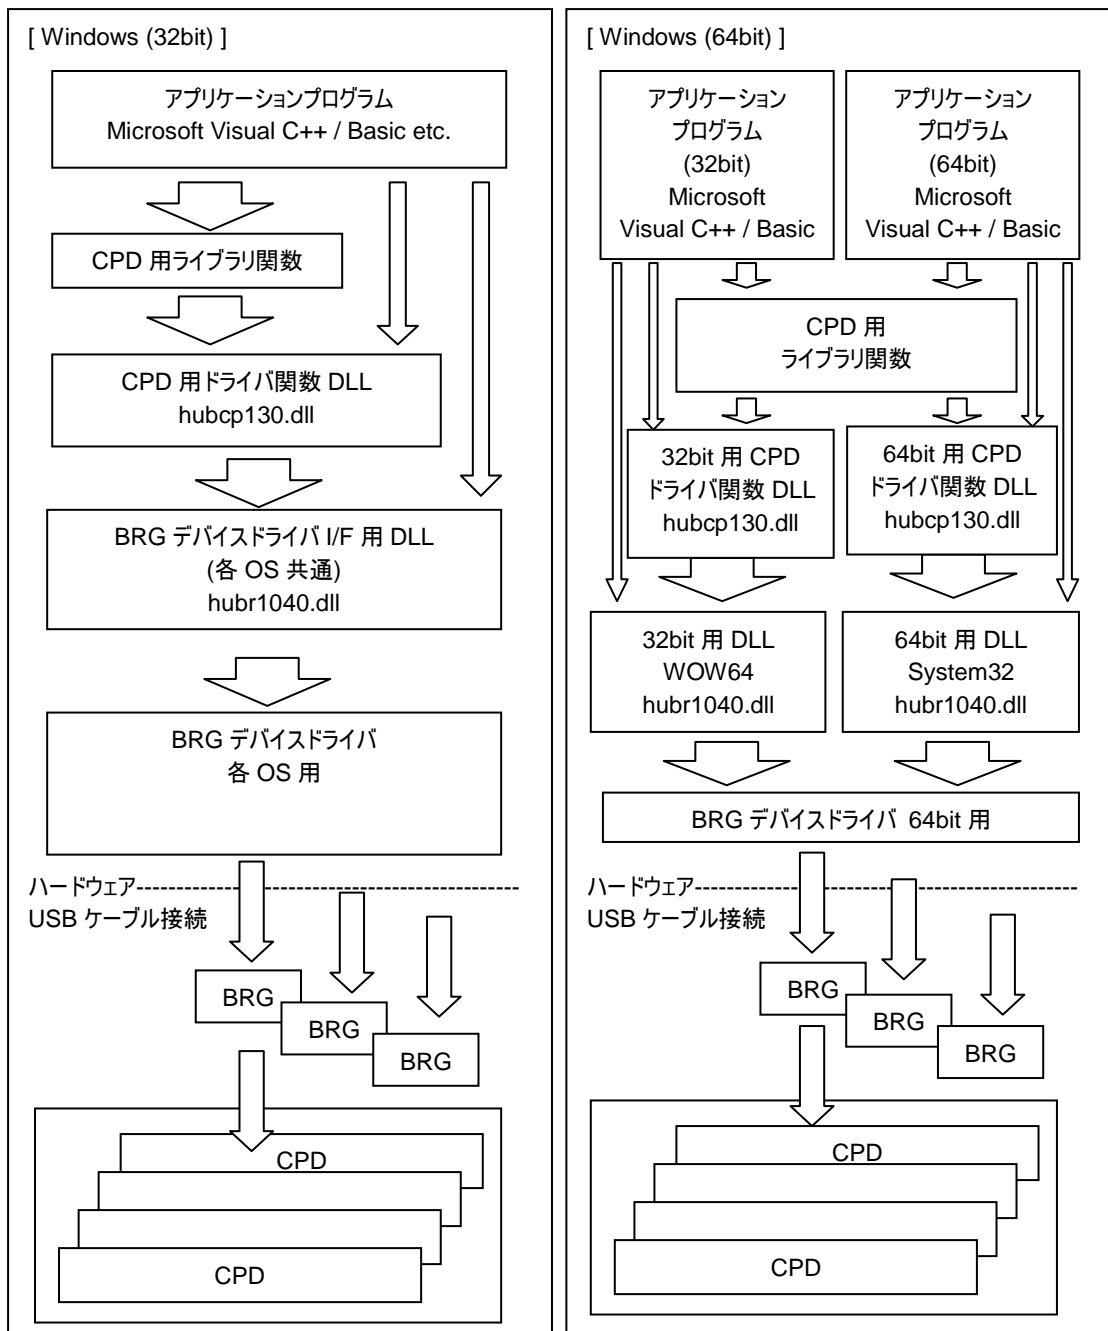 [ Windows (32bit) ]
アプリケーションプログラム
Microsoft Visual C++ / Basic etc.
CPD 用ライブラリ関数
CPD 用ドライバ関数 DLL
hubcp130.dll
BRG デバイスドライバ I/F 用 DLL
(各 OS 共通)
hubr1040.dll
BRG デバイスドライバ
各 OS 用
ハードウェア
USB ケーブル接続
BRG
BRG
BRG
CPD
CPD
[ Windows (64bit) ]
アプリケーション
プログラム
(32bit)
Microsoft
Visual C++ / Basic
アプリケーション
プログラム
(64bit)
Microsoft
Visual C++ / Basic
CPD 用
ライブラリ関数
32bit 用 CPD
ドライバ関数 DLL
hubcp130.dll
64bit 用 CPD
ドライバ関数 DLL
hubcp130.dll
32bit 用 DLL
WOW64
hubr1040.dll
64bit 用 DLL
System32
hubr1040.dll
BRG デバイスドライバ 64bit 用
ハードウェア
USB ケーブル接続
BRG
BRG
BRG
CPD
CPD